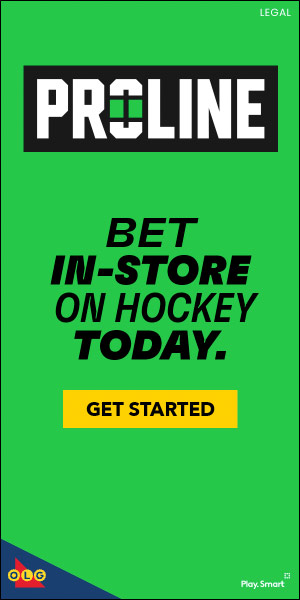 LEGAL
PROLINE
BET
IN-STORE
ON HOCKEY
TODAY.
GET STARTED
OLG
Play.Smart